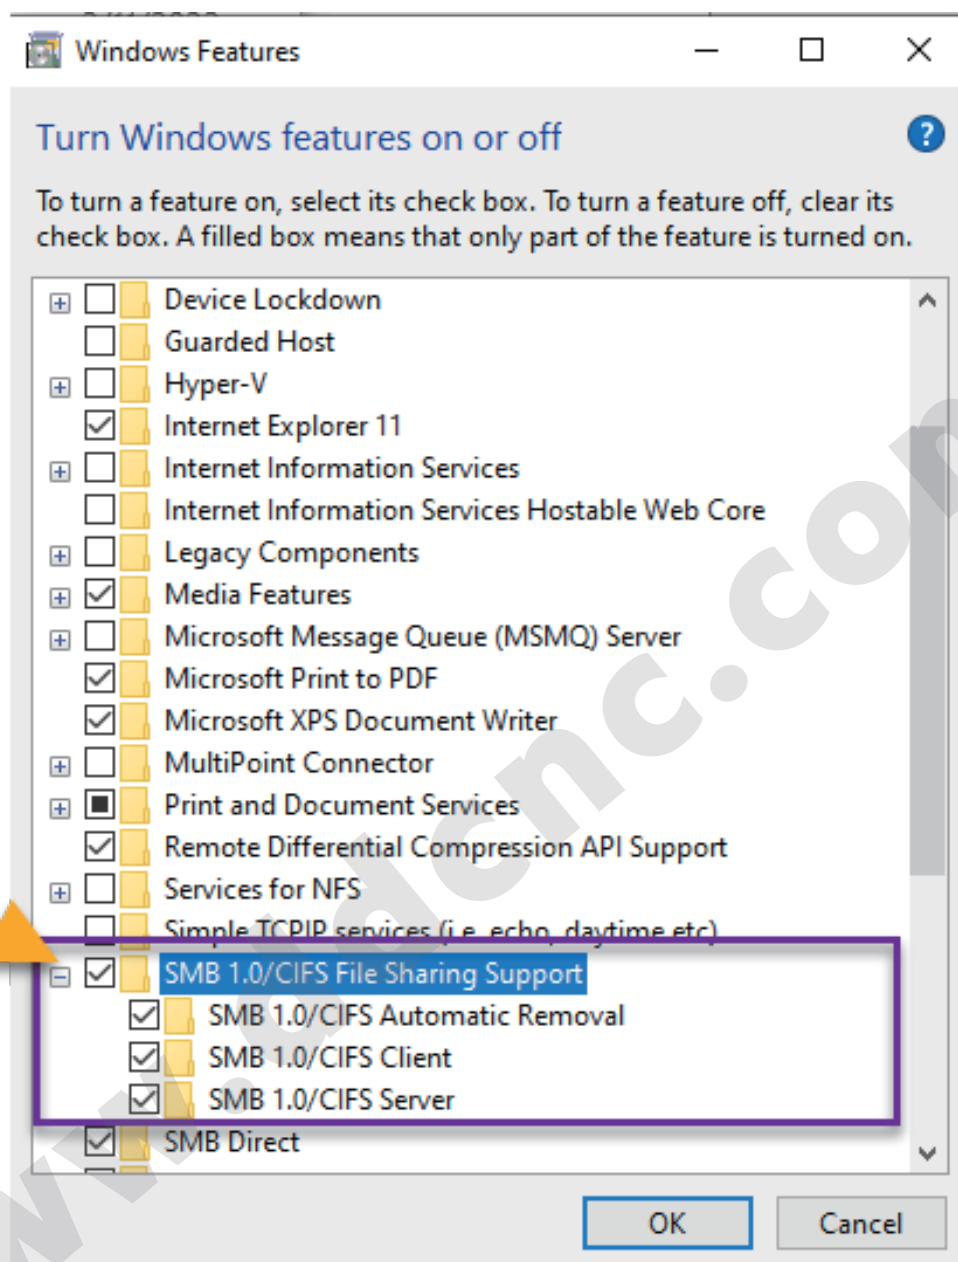 Windows Features
Turn Windows features on or off
To turn a feature on, select its check box. To turn a feature off, clear its
check box. A filled box means that only part of the feature is turned on.
Device Lockdown
Guarded Host
Hyper-V
Internet Explorer 11
Internet Information Services
Internet Information Services Hostable Web Core
Legacy Components
Media Features
Microsoft Message Queue (MSMQ) Server
Microsoft Print to PDF
Microsoft XPS Document Writer
MultiPoint Connector
Print and Document Services
Remote Differential Compression API Support
Services for NFS
Simple TCPIP services (i.e. echo, daytime etc)
SMB 1.0/CIFS File Sharing Support
SMB 1.0/CIFS Automatic Removal
SMB 1.0/CIFS Client
SMB 1.0/CIFS Server
SMB Direct
OK
Cancel
www.ddcnc.com